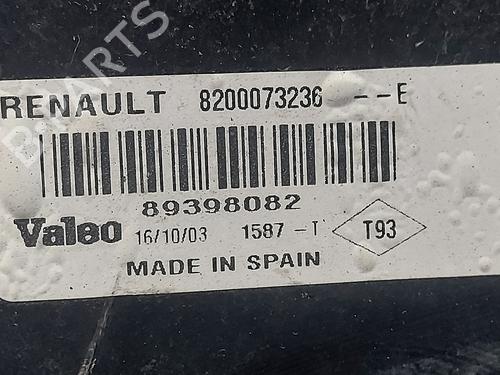 RENAULT 8200073236 --E
89398082
Valeo 16/10/03 1587-T T93
MADE IN SPAIN